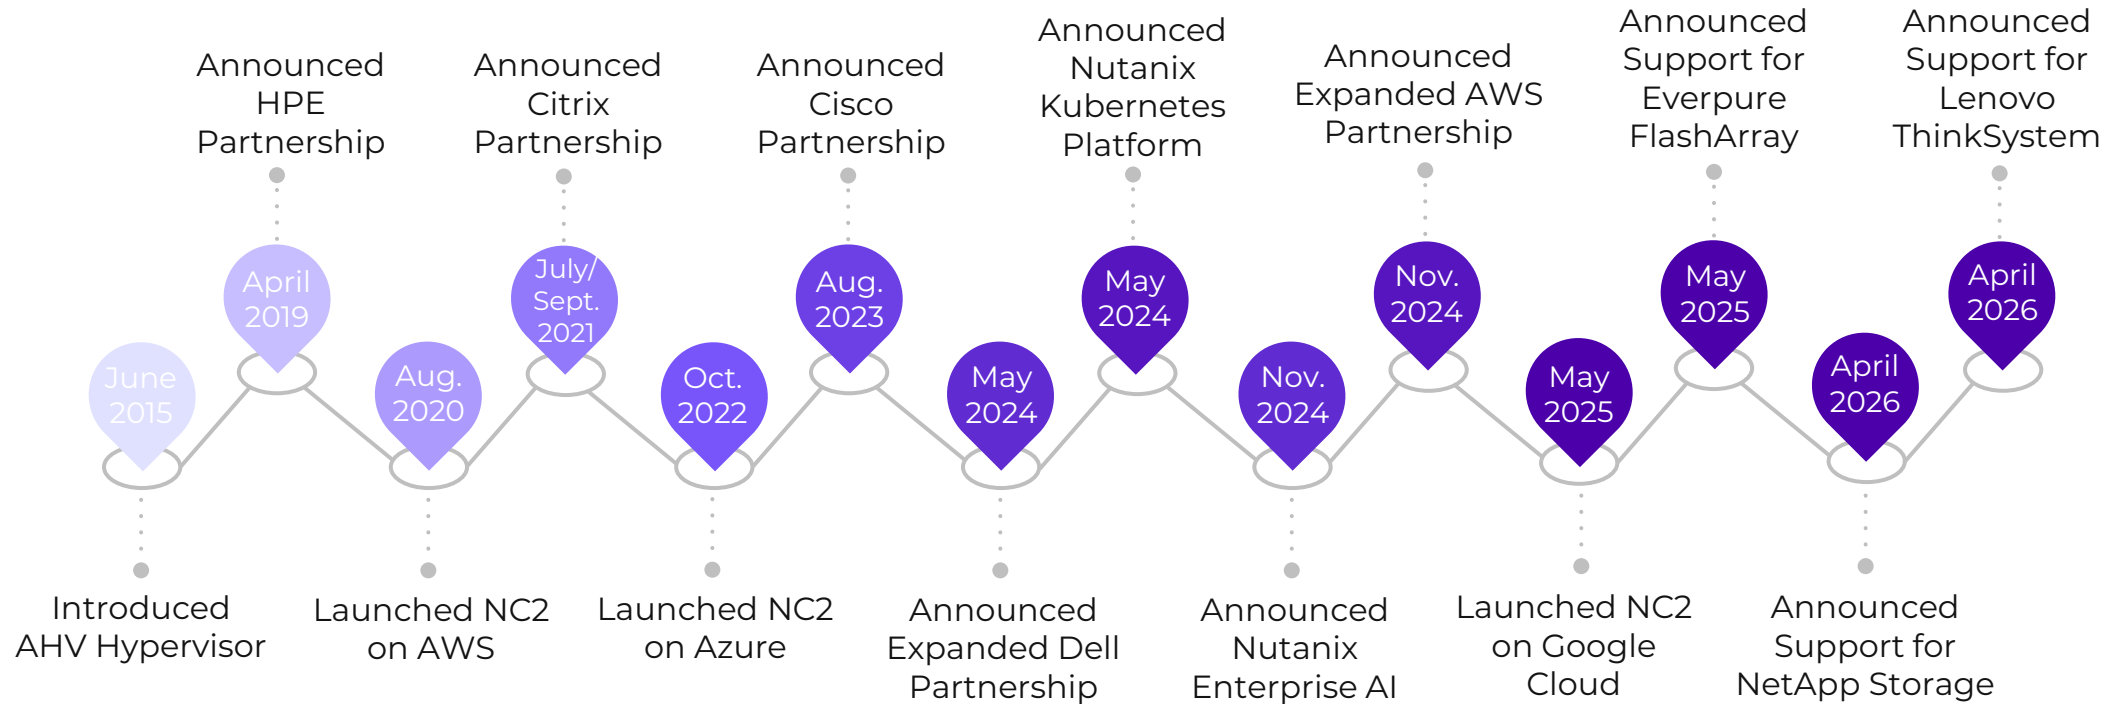 June
2015
Introduced
AHV Hypervisor
Announced
HPE
Partnership
April
2019
Aug.
2020
Launched NC2
on AWS
Announced
Citrix
Partnership
July/
Sept.
2021
Oct.
2022
Launched NC2
on Azure
Announced
Cisco
Partnership
Aug.
2023
May
2024
Announced
Expanded Dell
Partnership
Announced
Nutanix
Kubernetes
Platform
May
2024
Nov.
2024
Announced
Nutanix
Enterprise AI
Announced
Expanded AWS
Partnership
Nov.
2024
May
2025
Launched NC2
on Google
Cloud
Announced
Support for
Everpure
FlashArray
May
2025
April
2026
Announced
Support for
NetApp Storage
Announced
Support for
Lenovo
ThinkSystem
April
2026